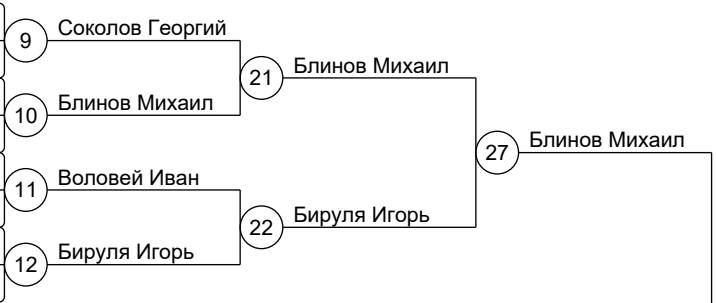 9 Соколов Георгий
21 Блинов Михаил
10 Блинов Михаил
27 Блинов Михаил
11 Воловей Иван
22 Бируля Игорь
12 Бируля Игорь